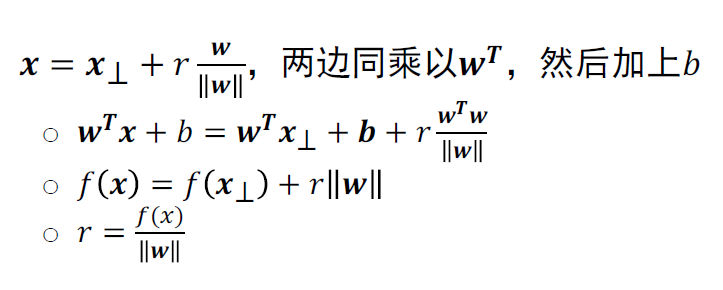 𝒙 = 𝒙⊥ + r 𝒘/‖𝒘‖，两边同乘以𝒘ᵀ，然后加上b
○ 𝒘ᵀ𝒙 + b = 𝒘ᵀ𝒙⊥ + 𝒃 + r 𝒘ᵀ𝒘/‖𝒘‖
○ f(𝒙) = f(𝒙⊥) + r‖𝒘‖
○ r = f(x)/‖𝒘‖